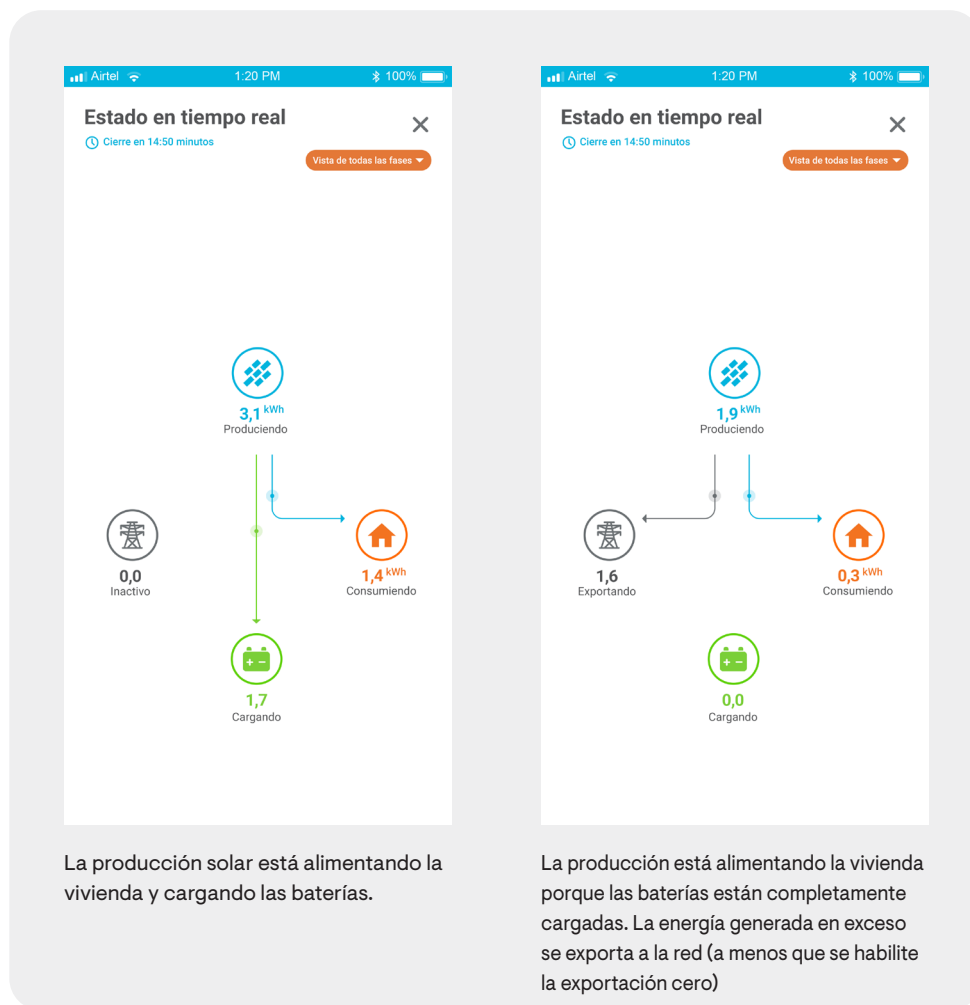 Airtel 1:20 PM 100%
Estado en tiempo real
Cierre en 14:50 minutos
Vista de todas las fases
3,1 kWh
Produciendo
0,0
Inactivo
1,4 kWh
Consumiendo
1,7
Cargando
La producción solar está alimentando la
vivienda y cargando las baterías.
Airtel 1:20 PM 100%
Estado en tiempo real
Cierre en 14:50 minutos
Vista de todas las fases
1,9 kWh
Produciendo
1,6
Exportando
0,3 kWh
Consumiendo
0,0
Cargando
La producción está alimentando la vivienda
porque las baterías están completamente
cargadas. La energía generada en exceso
se exporta a la red (a menos que se habilite
la exportación cero)